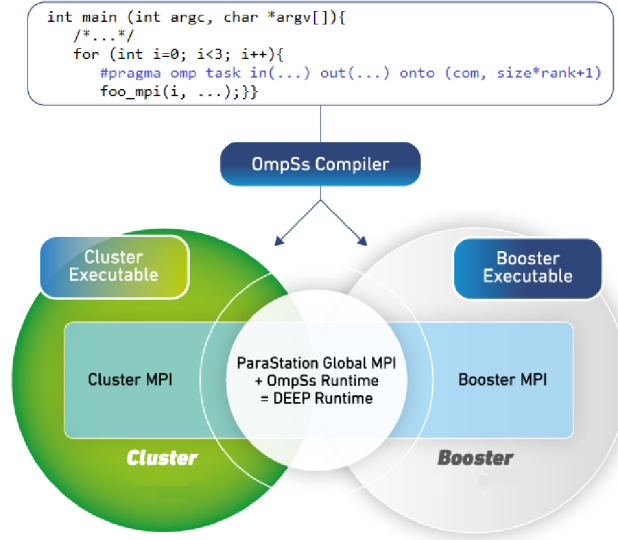 int main (int argc, char *argv[]){
/*...*/
for (int i=0; i<3; i++){
#pragma omp task in(...) out(...) onto (com, size*rank+1)
foo_mpi(i, ...);}}
OmpSs Compiler
Cluster
Executable
Booster
Executable
Cluster MPI
ParaStation Global MPI
+ OmpSs Runtime
= DEEP Runtime
Booster MPI
Cluster
Booster